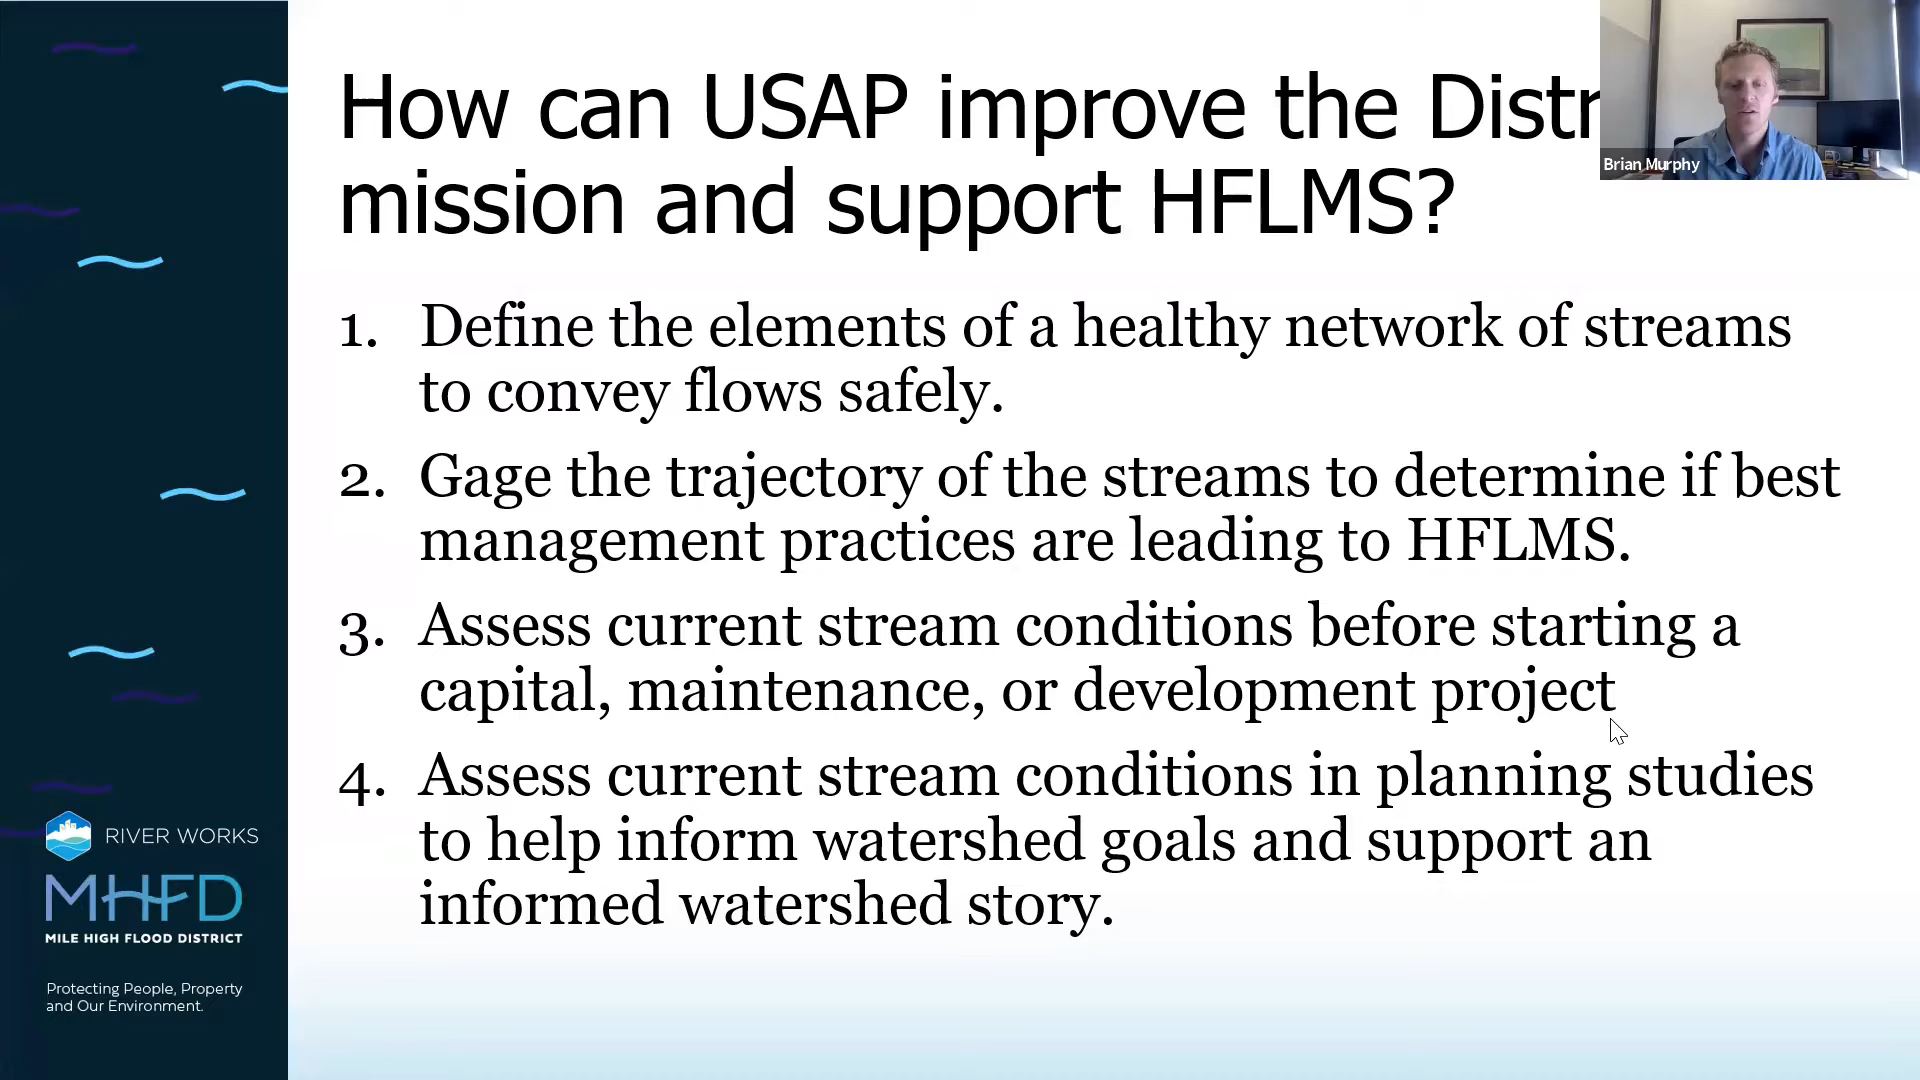 How can USAP improve the Distr
mission and support HFLMS?
Brian Murphy
1. Define the elements of a healthy network of streams
to convey flows safely.
2. Gage the trajectory of the streams to determine if best
management practices are leading to HFLMS.
3. Assess current stream conditions before starting a
capital, maintenance, or development project
4. Assess current stream conditions in planning studies
to help inform watershed goals and support an
informed watershed story.
RIVER WORKS
MHFD
MILE HIGH FLOOD DISTRICT
Protecting People, Property
and Our Environment.